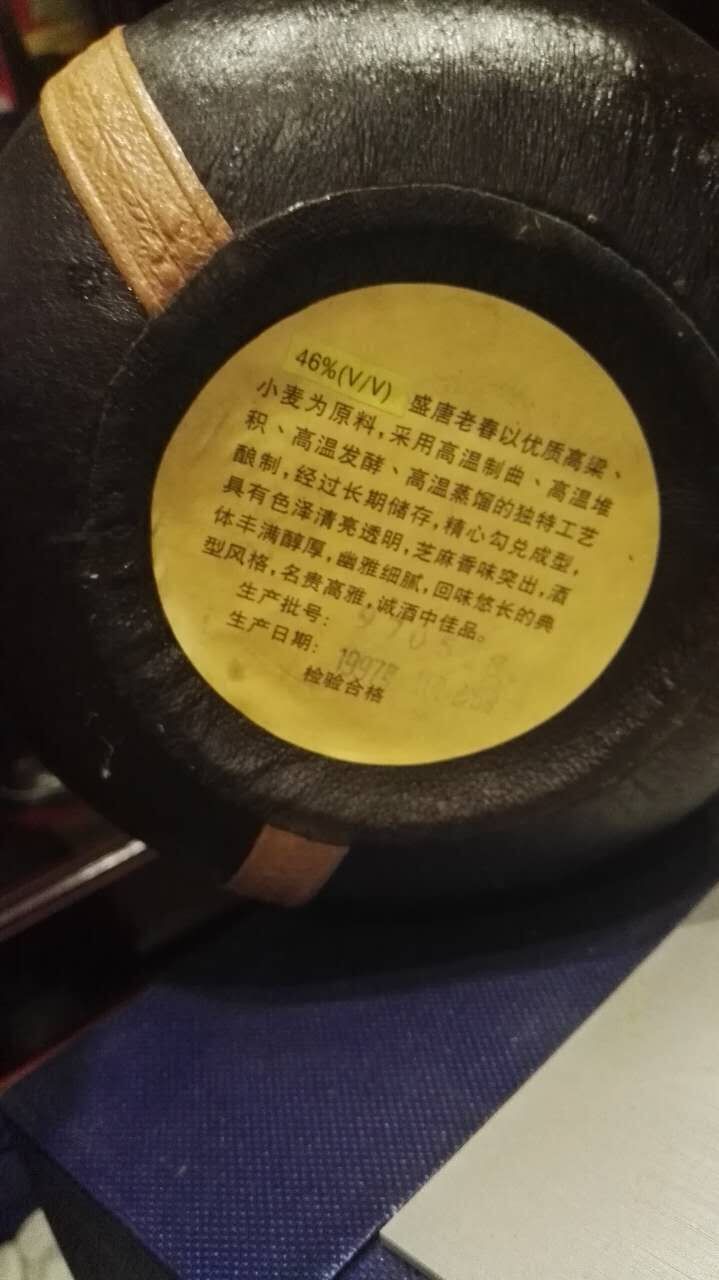 46%(V/V) 盛唐老春以优质高粱、
小麦为原料,采用高温制曲、高温堆
积、高温发酵、高温蒸馏的独特工艺
酿制,经过长期储存,精心勾兑成型,
具有色泽清亮透明,芝麻香味突出,酒
体丰满醇厚,幽雅细腻,回味悠长的典
型风格,名贵高雅,诚酒中佳品。
生产批号:
生产日期: 1997年
检验合格